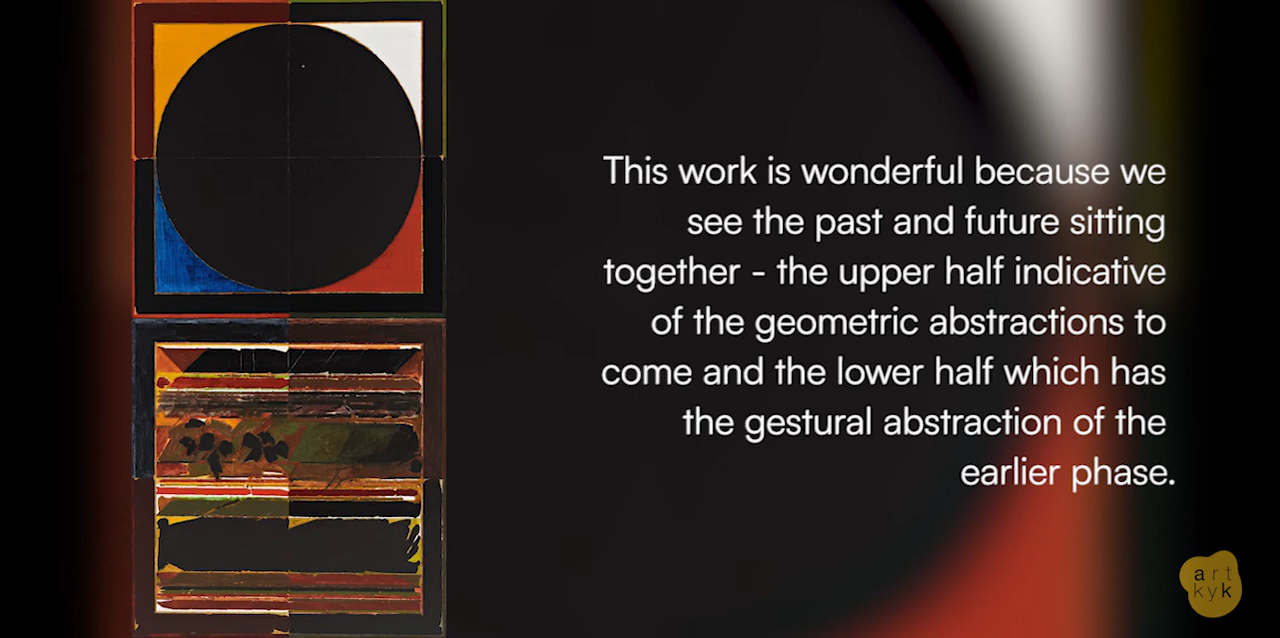 This work is wonderful because we
see the past and future sitting
together - the upper half indicative
of the geometric abstractions to
come and the lower half which has
the gestural abstraction of the
earlier phase.
art
kyk